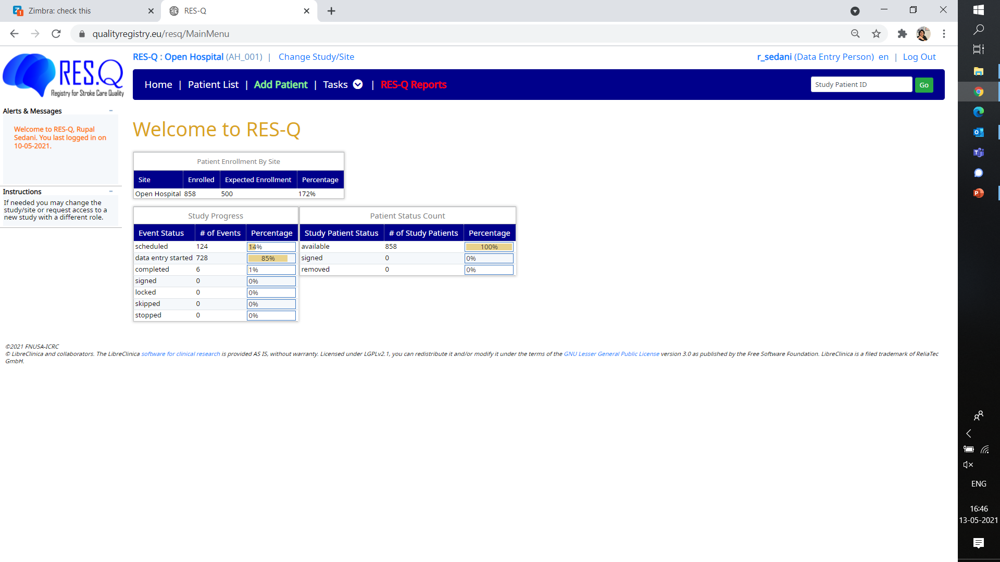 Zimbra: check this
RES-Q
qualityregistry.eu/resq/MainMenu
RES.Q
Registry for Stroke Care Quality
RES-Q : Open Hospital (AH_001) | Change Study/Site
r_sedani (Data Entry Person) en | Log Out
Home | Patient List | Add Patient | Tasks | RES-Q Reports
Study Patient ID Go
Alerts & Messages
Welcome to RES-Q, Rupal
Sedani. You last logged in on
10-05-2021.
Instructions
If needed you may change the
study/site or request access to a
new study with a different role.
Welcome to RES-Q
Patient Enrollment By Site
Site Enrolled Expected Enrollment Percentage
Open Hospital 858 500 172%
Study Progress
Event Status # of Events Percentage
scheduled 124 14%
data entry started 728 85%
completed 6 1%
signed 0 0%
locked 0 0%
skipped 0 0%
stopped 0 0%
Patient Status Count
Study Patient Status # of Study Patients Percentage
available 858 100%
signed 0 0%
removed 0 0%
©2021 FNUSA-ICRC
© LibreClinica and collaborators. The LibreClinica software for clinical research is provided AS IS, without warranty. Licensed under LGPLv2.1, you can redistribute it and/or modify it under the terms of the GNU Lesser General Public License version 3.0 as published by the Free Software Foundation. LibreClinica is a filed trademark of ReliaTec
GmbH.
ENG
16:46
13-05-2021